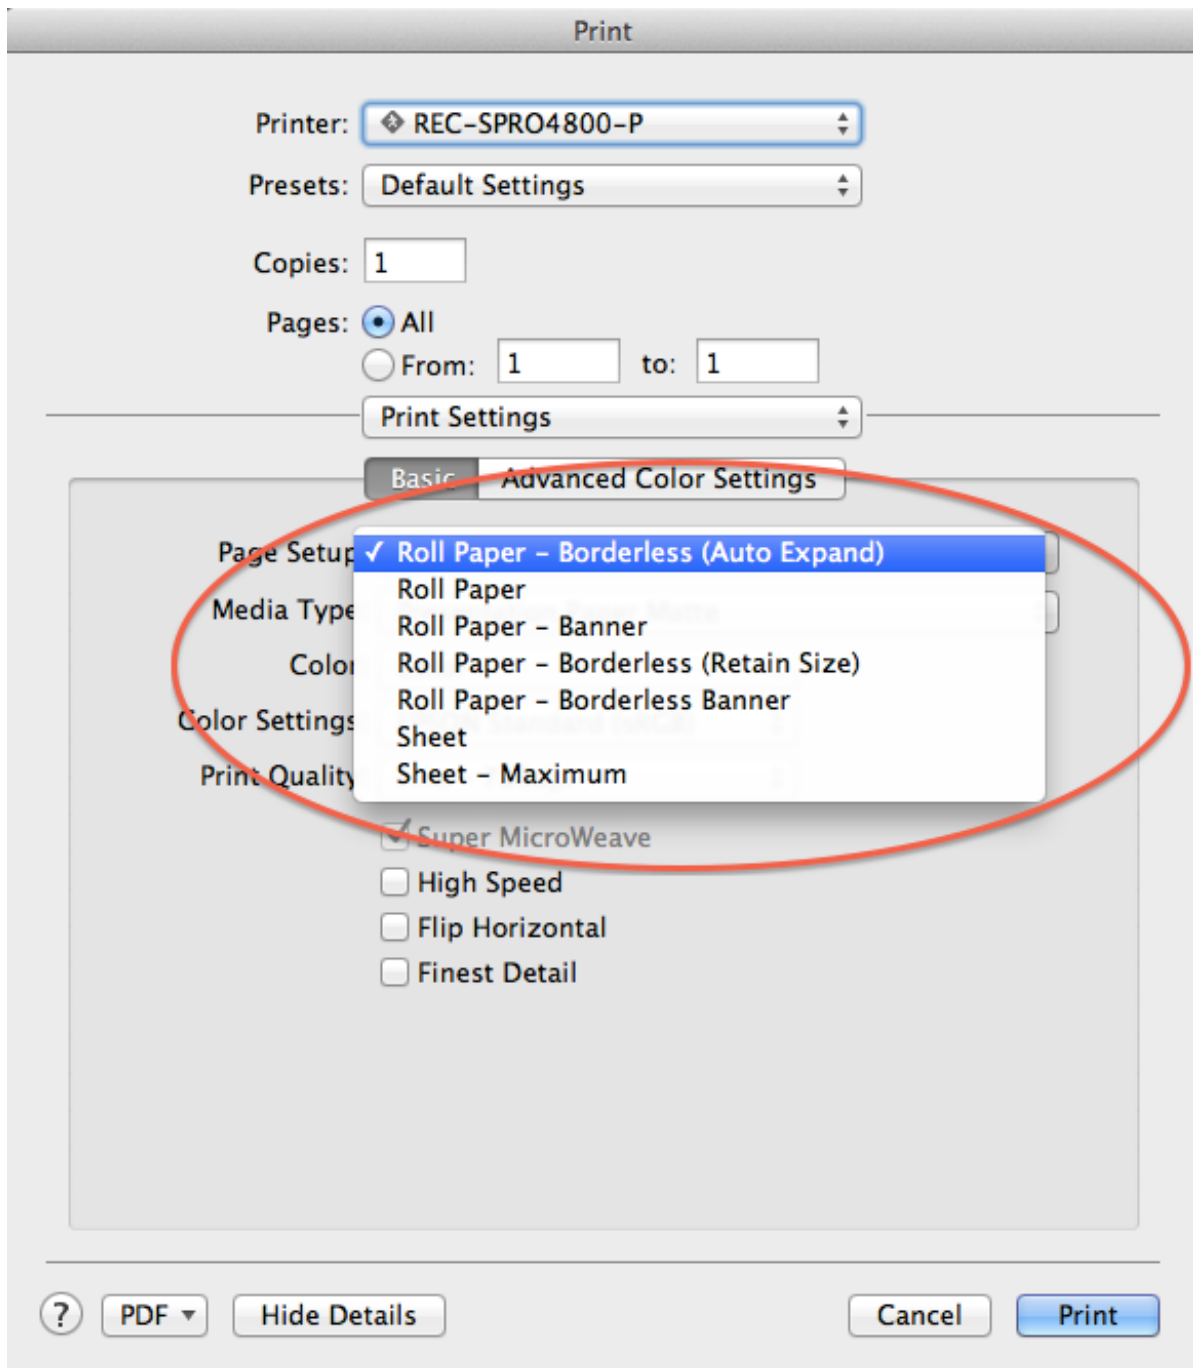 Print
Printer: REC-SPRO4800-P
Presets: Default Settings
Copies: 1
Pages: All
From: 1 to: 1
Print Settings
Basic Advanced Color Settings
Page Setup ✓ Roll Paper – Borderless (Auto Expand)
Roll Paper
Media Type
Roll Paper – Banner
Color Roll Paper – Borderless (Retain Size)
Roll Paper – Borderless Banner
Color Settings
Sheet
Print Quality Sheet – Maximum
Super MicroWeave
High Speed
Flip Horizontal
Finest Detail
? PDF Hide Details Cancel Print